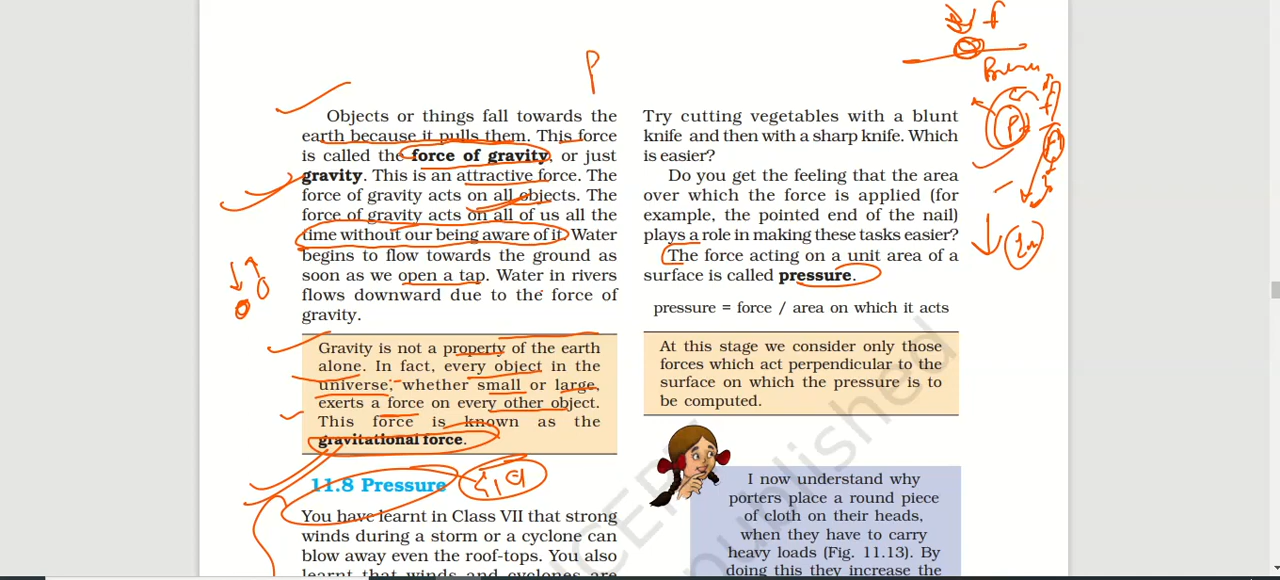 P
Objects or things fall towards the
earth because it pulls them. This force
is called the force of gravity, or just
gravity. This is an attractive force. The
force of gravity acts on all objects. The
force of gravity acts on all of us all the
time without our being aware of it. Water
begins to flow towards the ground as
soon as we open a tap. Water in rivers
flows downward due to the force of
gravity.
Gravity is not a property of the earth
alone. In fact, every object in the
universe, whether small or large,
exerts a force on every other object.
This force is known as the
gravitational force.
11.8 Pressure
You have learnt in Class VII that strong
winds during a storm or a cyclone can
blow away even the roof-tops. You also
learnt that winds and cyclones are
Try cutting vegetables with a blunt
knife and then with a sharp knife. Which
is easier?
Do you get the feeling that the area
over which the force is applied (for
example, the pointed end of the nail)
plays a role in making these tasks easier?
The force acting on a unit area of a
surface is called pressure.
pressure = force / area on which it acts
At this stage we consider only those
forces which act perpendicular to the
surface on which the pressure is to
be computed.
I now understand why
porters place a round piece
of cloth on their heads,
when they have to carry
heavy loads (Fig. 11.13). By
doing this they increase the
published